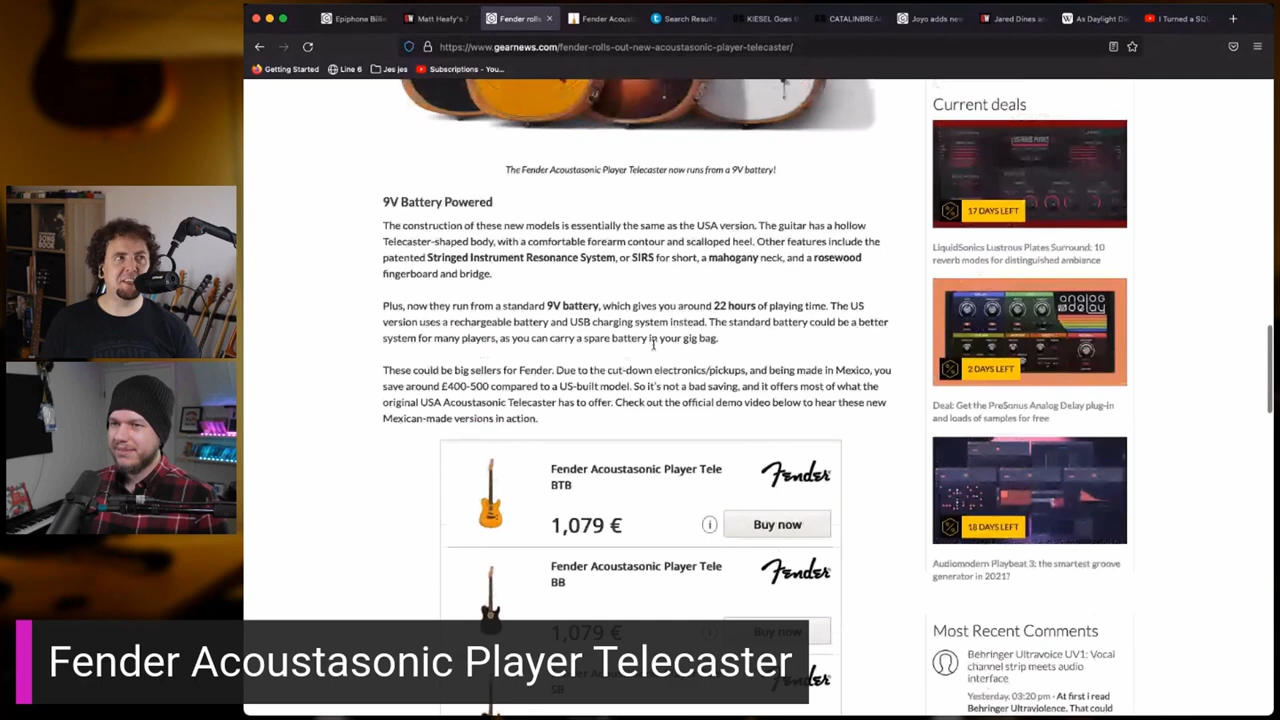 Epiphone Billie
Matt Heafy's 7
Fender rolls
Fender Acoust
Search Results
KIESEL Goes
CATALINBREA
Joyo adds new
Jared Dines an
As Daylight Di
I Turned a SQ
https://www.gearnews.com/fender-rolls-out-new-acoustasonic-player-telecaster/
Getting Started
Line 6
Jes jes
Subscriptions - You...
The Fender Acoustasonic Player Telecaster now runs from a 9V battery!
9V Battery Powered
The construction of these new models is essentially the same as the USA version. The guitar has a hollow
Telecaster-shaped body, with a comfortable forearm contour and scalloped heel. Other features include the
patented Stringed Instrument Resonance System, or SIRS for short, a mahogany neck, and a rosewood
fingerboard and bridge.
Plus, now they run from a standard 9V battery, which gives you around 22 hours of playing time. The US
version uses a rechargeable battery and USB charging system instead. The standard battery could be a better
system for many players, as you can carry a spare battery in your gig bag.
These could be big sellers for Fender. Due to the cut-down electronics/pickups, and being made in Mexico, you
save around £400-500 compared to a US-built model. So it's not a bad saving, and it offers most of what the
original USA Acoustasonic Telecaster has to offer. Check out the official demo video below to hear these new
Mexican-made versions in action.
Fender Acoustasonic Player Tele
BTB
Fender
1,079 €
Buy now
Fender Acoustasonic Player Tele
BB
Fender
1,079 €
Buy now
Fender
SB
Current deals
17 DAYS LEFT
LiquidSonics Lustrous Plates Surround: 10
reverb modes for distinguished ambiance
analog
delay
2 DAYS LEFT
Deal: Get the PreSonus Analog Delay plug-in
and loads of samples for free
18 DAYS LEFT
Audiomodern Playbeat 3: the smartest groove
generator in 2021?
Most Recent Comments
Behringer Ultravoice UV1: Vocal
channel strip meets audio
interface
Yesterday, 03:20 pm - At first i read
Behringer Ultraviolence. That could
SONG
BOOK
Fender Acoustasonic Player Telecaster